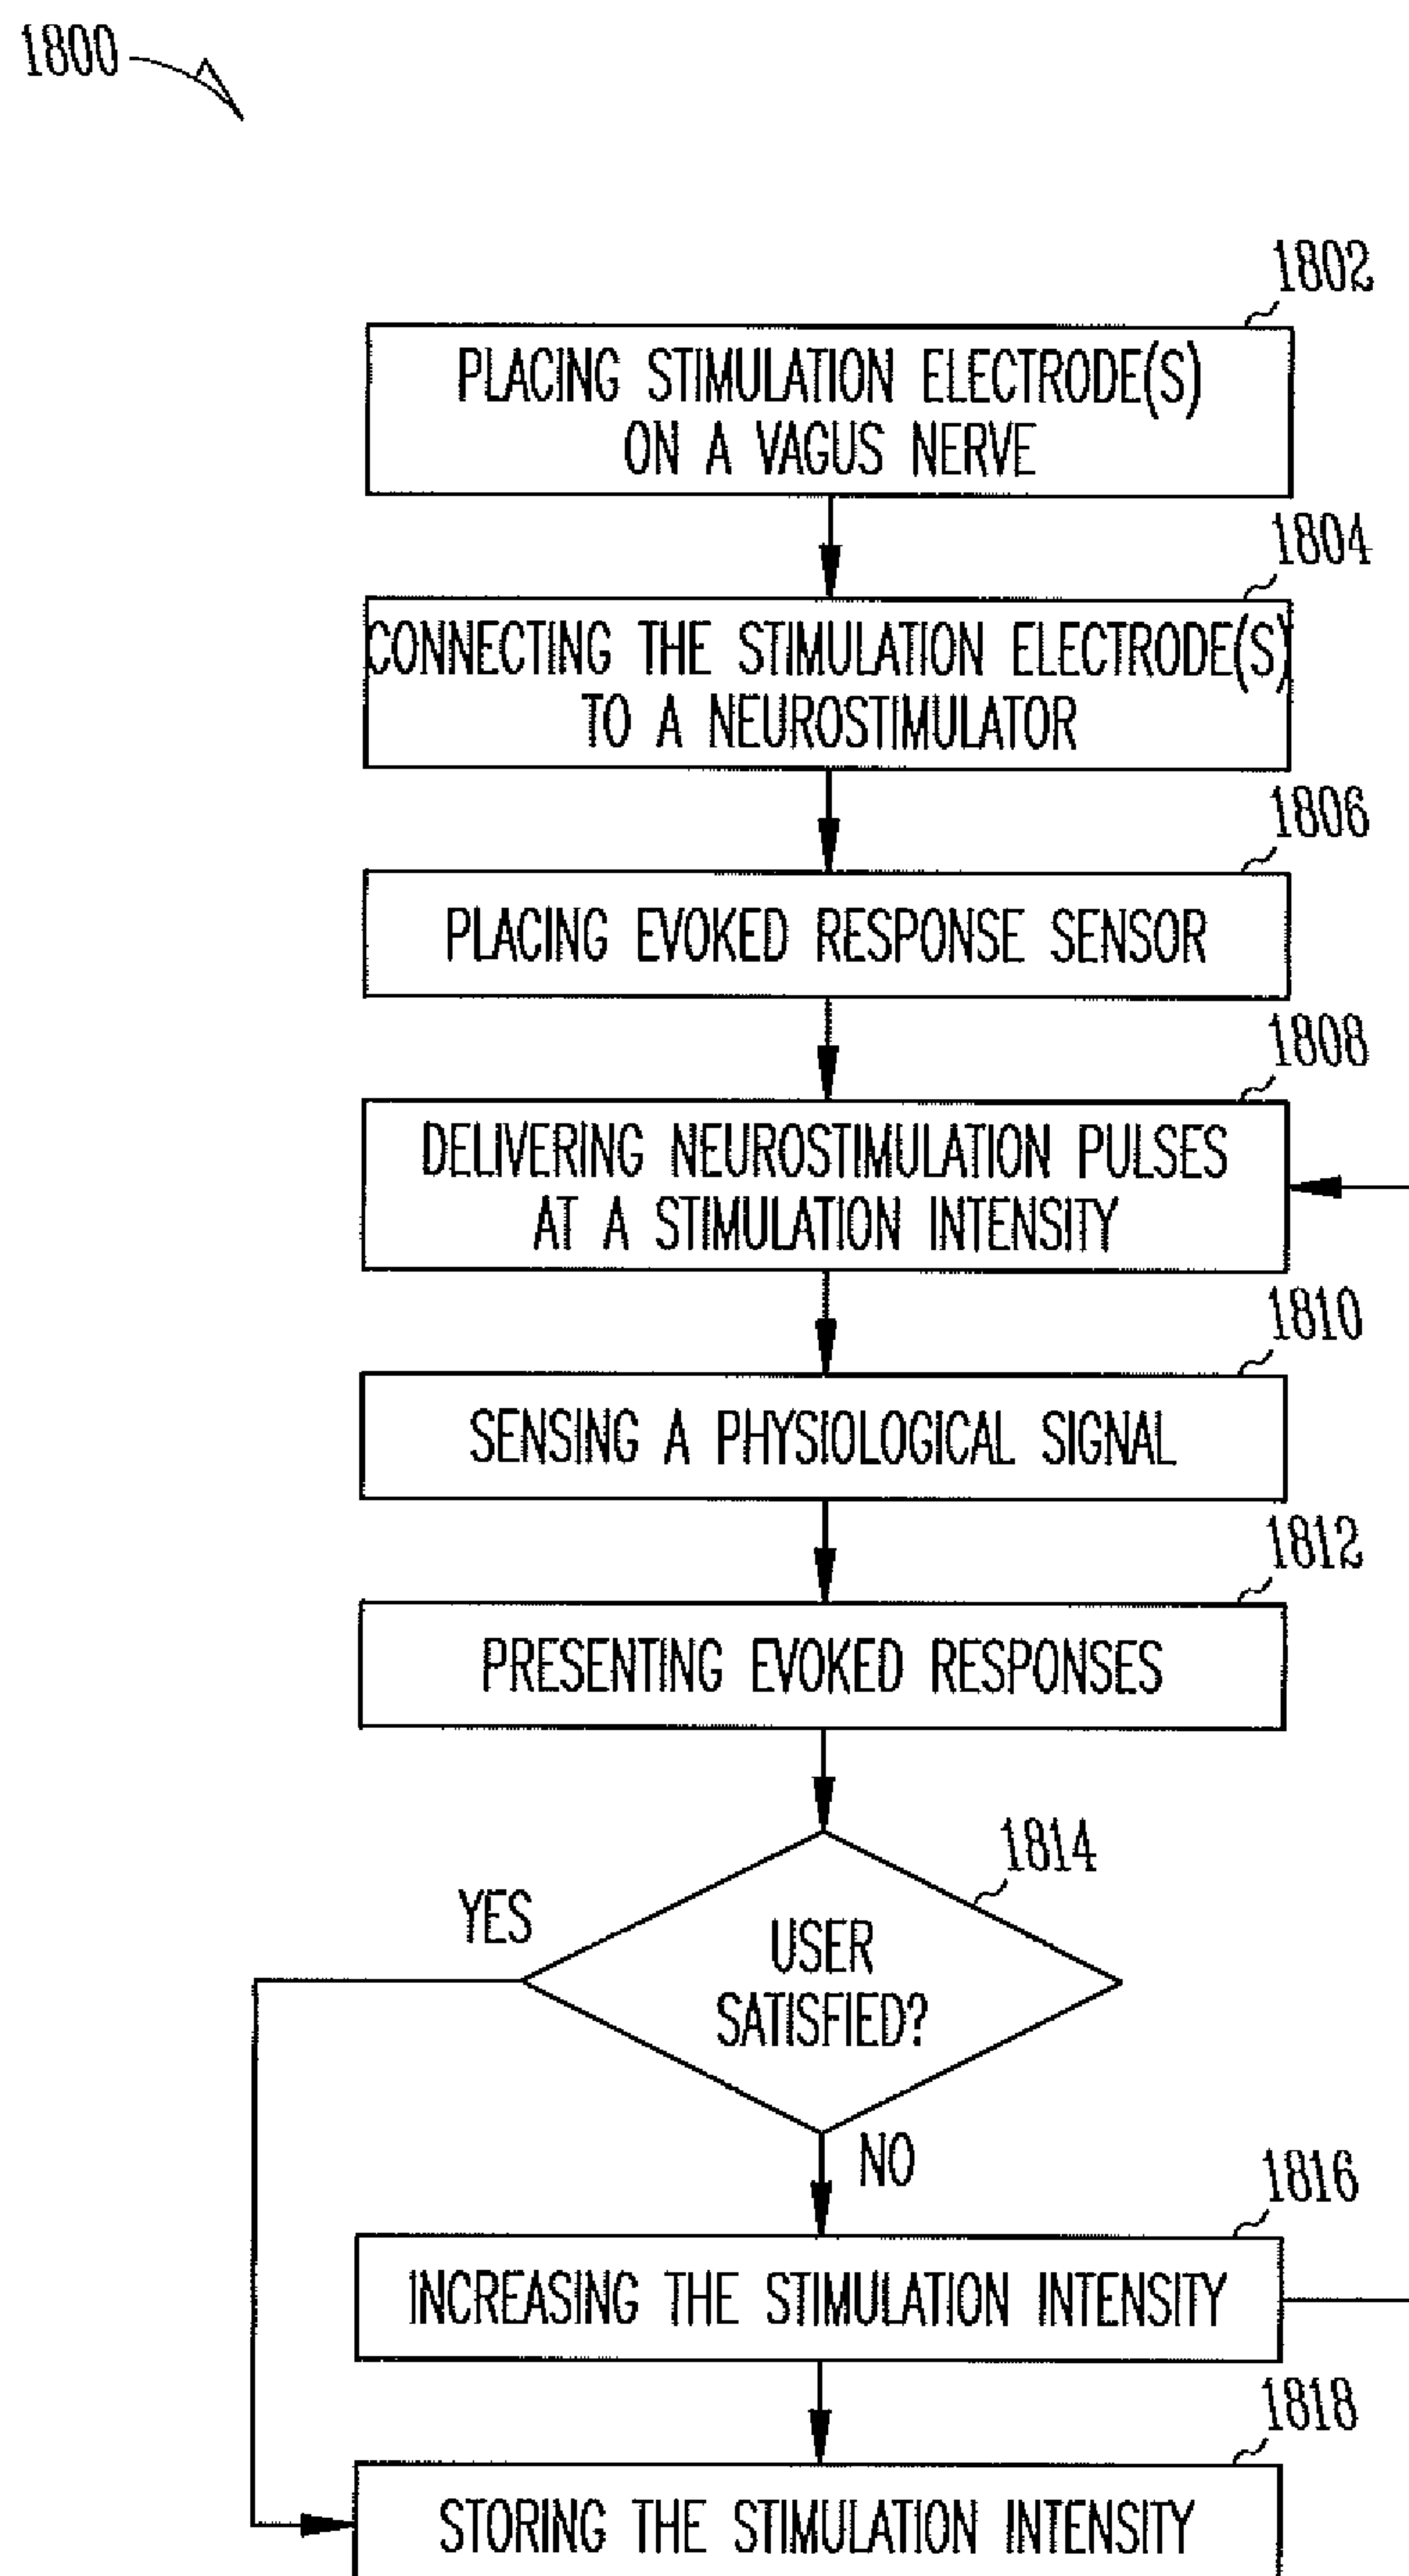 1800
1802
PLACING STIMULATION ELECTRODE(S)
ON A VAGUS NERVE
1804
CONNECTING THE STIMULATION ELECTRODE(S)
TO A NEUROSTIMULATOR
1806
PLACING EVOKED RESPONSE SENSOR
1808
DELIVERING NEUROSTIMULATION PULSES
AT A STIMULATION INTENSITY
1810
SENSING A PHYSIOLOGICAL SIGNAL
1812
PRESENTING EVOKED RESPONSES
1814
YES
USER
SATISFIED?
NO
1816
INCREASING THE STIMULATION INTENSITY
1818
STORING THE STIMULATION INTENSITY